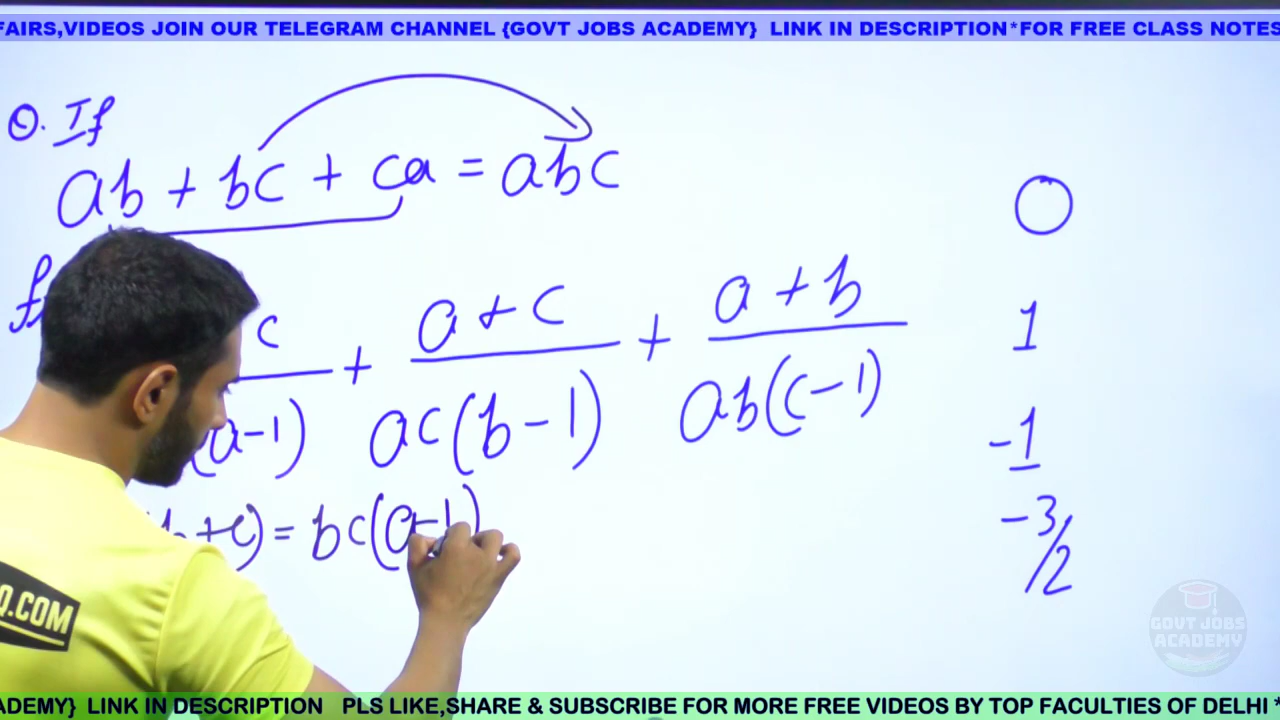 FAIRS,VIDEOS JOIN OUR TELEGRAM CHANNEL {GOVT JOBS ACADEMY} LINK IN DESCRIPTION*FOR FREE CLASS NOTES
Q. If
ab + bc + ca = abc
c / (a-1) + a + c / ac(b-1) + a + b / ab(c-1)
+c) = bc(a-1)
0
1
-1
-3/2
Q.COM
GOVT JOBS
ACADEMY
ADEMY} LINK IN DESCRIPTION PLS LIKE,SHARE & SUBSCRIBE FOR MORE FREE VIDEOS BY TOP FACULTIES OF DELHI *